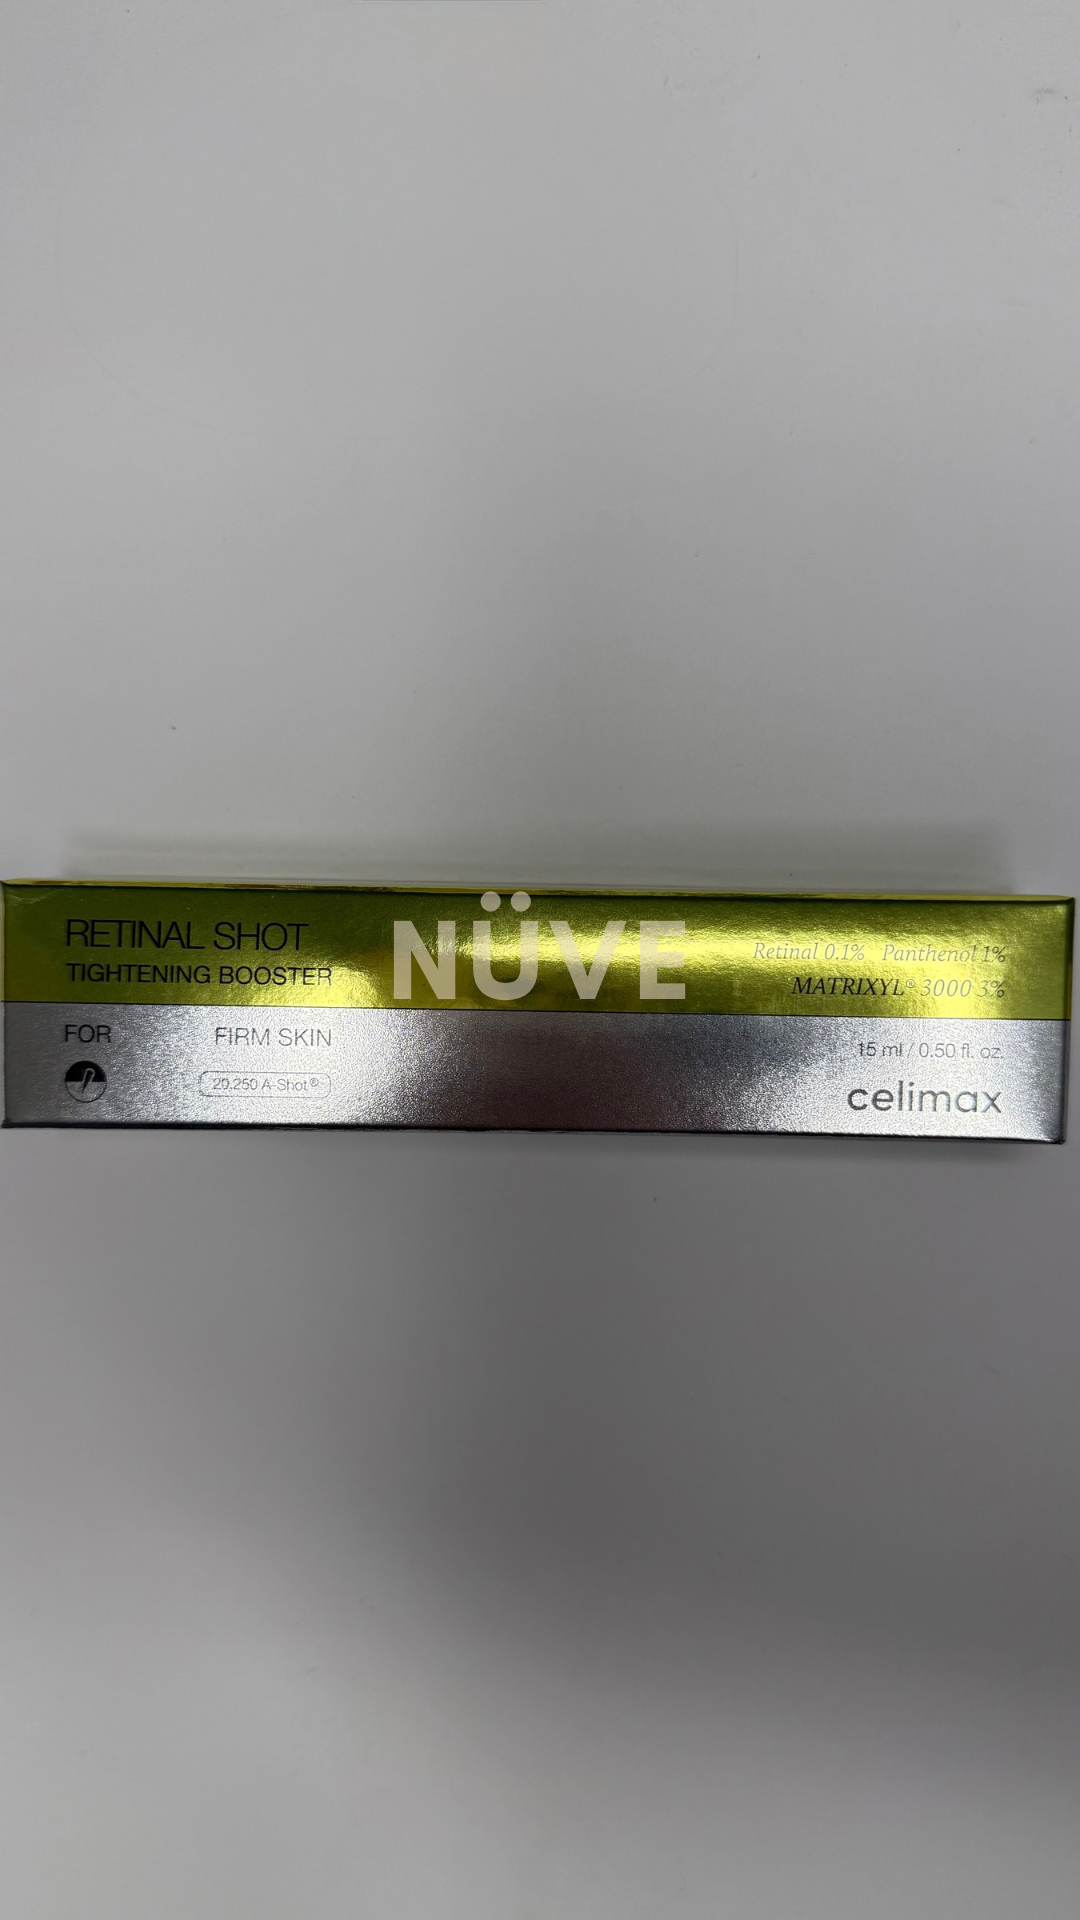 RETINAL SHOT
TIGHTENING BOOSTER
NÜVE
Retinal 0.1% Panthenol 1%
MATRIXYL® 3000 3%
FOR FIRM SKIN
20,250 A-Shot®
15 ml / 0.50 fl. oz.
celimax